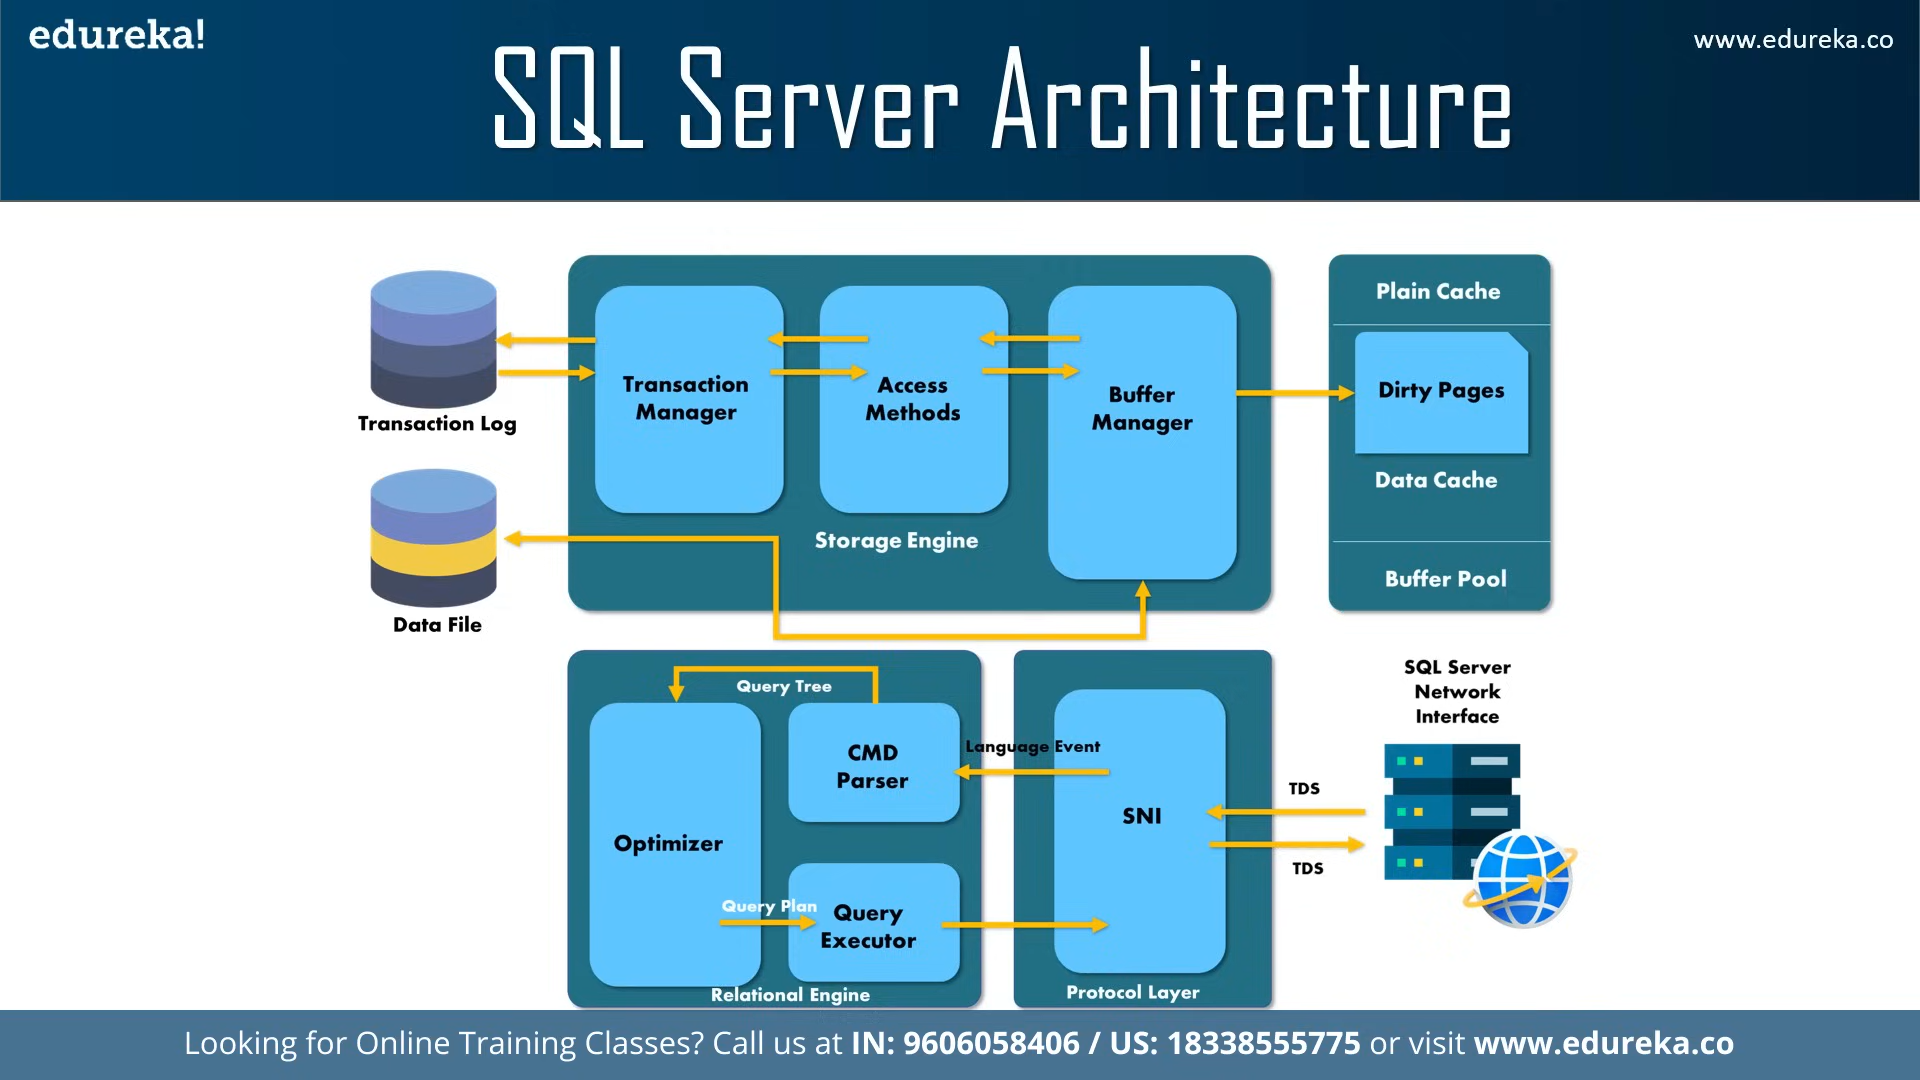 edureka!
SQL Server Architecture
www.edureka.co
Transaction Log
Data File
Transaction
Manager
Access
Methods
Buffer
Manager
Storage Engine
Plain Cache
Dirty Pages
Data Cache
Buffer Pool
Query Tree
Optimizer
CMD
Parser
Query Plan
Query
Executor
Relational Engine
Language Event
SNI
Protocol Layer
TDS
TDS
SQL Server
Network
Interface
Looking for Online Training Classes? Call us at IN: 9606058406 / US: 18338555775 or visit www.edureka.co